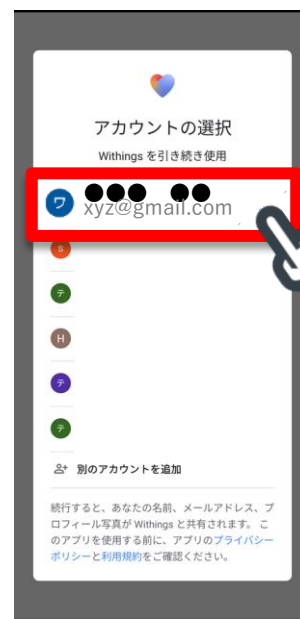 アカウントの選択
Withings を引き続き使用
ワ
●●● ●●
xyz@gmail.com
s
テ
H
テ
テ
別のアカウントを追加
続行すると、あなたの名前、メールアドレス、プ
ロフィール写真が Withings と共有されます。こ
のアプリを使用する前に、アプリのプライバシー
ポリシーと利用規約をご確認ください。